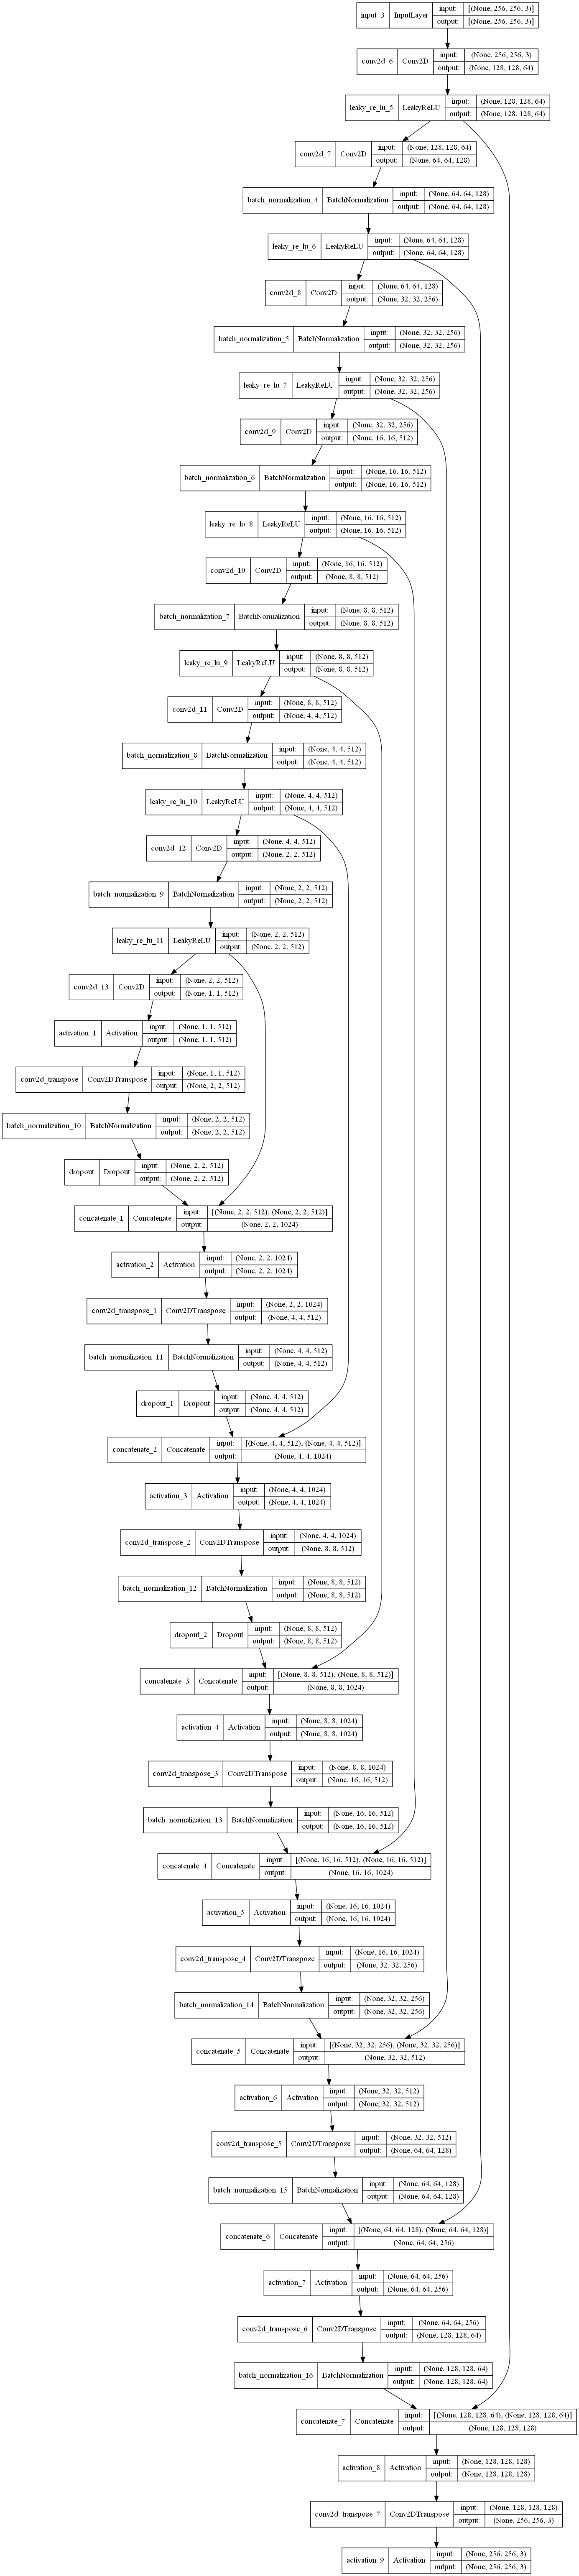 input_3 InputLayer input: [(None, 256, 256, 3)]
output: [(None, 256, 256, 3)]
conv2d_6 Conv2D input: (None, 256, 256, 3)
output: (None, 128, 128, 64)
leaky_re_lu_5 LeakyReLU input: (None, 128, 128, 64)
output: (None, 128, 128, 64)
conv2d_7 Conv2D input: (None, 128, 128, 64)
output: (None, 64, 64, 128)
batch_normalization_4 BatchNormalization input: (None, 64, 64, 128)
output: (None, 64, 64, 128)
leaky_re_lu_6 LeakyReLU input: (None, 64, 64, 128)
output: (None, 64, 64, 128)
conv2d_8 Conv2D input: (None, 64, 64, 128)
output: (None, 32, 32, 256)
batch_normalization_5 BatchNormalization input: (None, 32, 32, 256)
output: (None, 32, 32, 256)
leaky_re_lu_7 LeakyReLU input: (None, 32, 32, 256)
output: (None, 32, 32, 256)
conv2d_9 Conv2D input: (None, 32, 32, 256)
output: (None, 16, 16, 512)
batch_normalization_6 BatchNormalization input: (None, 16, 16, 512)
output: (None, 16, 16, 512)
leaky_re_lu_8 LeakyReLU input: (None, 16, 16, 512)
output: (None, 16, 16, 512)
conv2d_10 Conv2D input: (None, 16, 16, 512)
output: (None, 8, 8, 512)
batch_normalization_7 BatchNormalization input: (None, 8, 8, 512)
output: (None, 8, 8, 512)
leaky_re_lu_9 LeakyReLU input: (None, 8, 8, 512)
output: (None, 8, 8, 512)
conv2d_11 Conv2D input: (None, 8, 8, 512)
output: (None, 4, 4, 512)
batch_normalization_8 BatchNormalization input: (None, 4, 4, 512)
output: (None, 4, 4, 512)
leaky_re_lu_10 LeakyReLU input: (None, 4, 4, 512)
output: (None, 4, 4, 512)
conv2d_12 Conv2D input: (None, 4, 4, 512)
output: (None, 2, 2, 512)
batch_normalization_9 BatchNormalization input: (None, 2, 2, 512)
output: (None, 2, 2, 512)
leaky_re_lu_11 LeakyReLU input: (None, 2, 2, 512)
output: (None, 2, 2, 512)
conv2d_13 Conv2D input: (None, 2, 2, 512)
output: (None, 1, 1, 512)
activation_1 Activation input: (None, 1, 1, 512)
output: (None, 1, 1, 512)
conv2d_transpose Conv2DTranspose input: (None, 1, 1, 512)
output: (None, 2, 2, 512)
batch_normalization_10 BatchNormalization input: (None, 2, 2, 512)
output: (None, 2, 2, 512)
dropout Dropout input: (None, 2, 2, 512)
output: (None, 2, 2, 512)
concatenate_1 Concatenate input: [(None, 2, 2, 512), (None, 2, 2, 512)]
output: (None, 2, 2, 1024)
activation_2 Activation input: (None, 2, 2, 1024)
output: (None, 2, 2, 1024)
conv2d_transpose_1 Conv2DTranspose input: (None, 2, 2, 1024)
output: (None, 4, 4, 512)
batch_normalization_11 BatchNormalization input: (None, 4, 4, 512)
output: (None, 4, 4, 512)
dropout_1 Dropout input: (None, 4, 4, 512)
output: (None, 4, 4, 512)
concatenate_2 Concatenate input: [(None, 4, 4, 512), (None, 4, 4, 512)]
output: (None, 4, 4, 1024)
activation_3 Activation input: (None, 4, 4, 1024)
output: (None, 4, 4, 1024)
conv2d_transpose_2 Conv2DTranspose input: (None, 4, 4, 1024)
output: (None, 8, 8, 512)
batch_normalization_12 BatchNormalization input: (None, 8, 8, 512)
output: (None, 8, 8, 512)
dropout_2 Dropout input: (None, 8, 8, 512)
output: (None, 8, 8, 512)
concatenate_3 Concatenate input: [(None, 8, 8, 512), (None, 8, 8, 512)]
output: (None, 8, 8, 1024)
activation_4 Activation input: (None, 8, 8, 1024)
output: (None, 8, 8, 1024)
conv2d_transpose_3 Conv2DTranspose input: (None, 8, 8, 1024)
output: (None, 16, 16, 512)
batch_normalization_13 BatchNormalization input: (None, 16, 16, 512)
output: (None, 16, 16, 512)
concatenate_4 Concatenate input: [(None, 16, 16, 512), (None, 16, 16, 512)]
output: (None, 16, 16, 1024)
activation_5 Activation input: (None, 16, 16, 1024)
output: (None, 16, 16, 1024)
conv2d_transpose_4 Conv2DTranspose input: (None, 16, 16, 1024)
output: (None, 32, 32, 256)
batch_normalization_14 BatchNormalization input: (None, 32, 32, 256)
output: (None, 32, 32, 256)
concatenate_5 Concatenate input: [(None, 32, 32, 256), (None, 32, 32, 256)]
output: (None, 32, 32, 512)
activation_6 Activation input: (None, 32, 32, 512)
output: (None, 32, 32, 512)
conv2d_transpose_5 Conv2DTranspose input: (None, 32, 32, 512)
output: (None, 64, 64, 128)
batch_normalization_15 BatchNormalization input: (None, 64, 64, 128)
output: (None, 64, 64, 128)
concatenate_6 Concatenate input: [(None, 64, 64, 128), (None, 64, 64, 128)]
output: (None, 64, 64, 256)
activation_7 Activation input: (None, 64, 64, 256)
output: (None, 64, 64, 256)
conv2d_transpose_6 Conv2DTranspose input: (None, 64, 64, 256)
output: (None, 128, 128, 64)
batch_normalization_16 BatchNormalization input: (None, 128, 128, 64)
output: (None, 128, 128, 64)
concatenate_7 Concatenate input: [(None, 128, 128, 64), (None, 128, 128, 64)]
output: (None, 128, 128, 128)
activation_8 Activation input: (None, 128, 128, 128)
output: (None, 128, 128, 128)
conv2d_transpose_7 Conv2DTranspose input: (None, 128, 128, 128)
output: (None, 256, 256, 3)
activation_9 Activation input: (None, 256, 256, 3)
output: (None, 256, 256, 3)